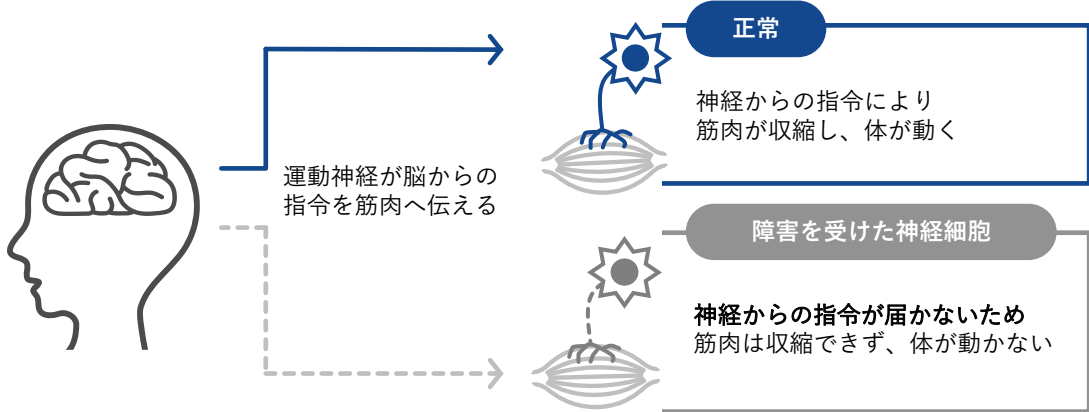 正常
神経からの指令により
筋肉が収縮し、体が動く
運動神経が脳からの
指令を筋肉へ伝える
障害を受けた神経細胞
神経からの指令が届かないため
筋肉は収縮できず、体が動かない